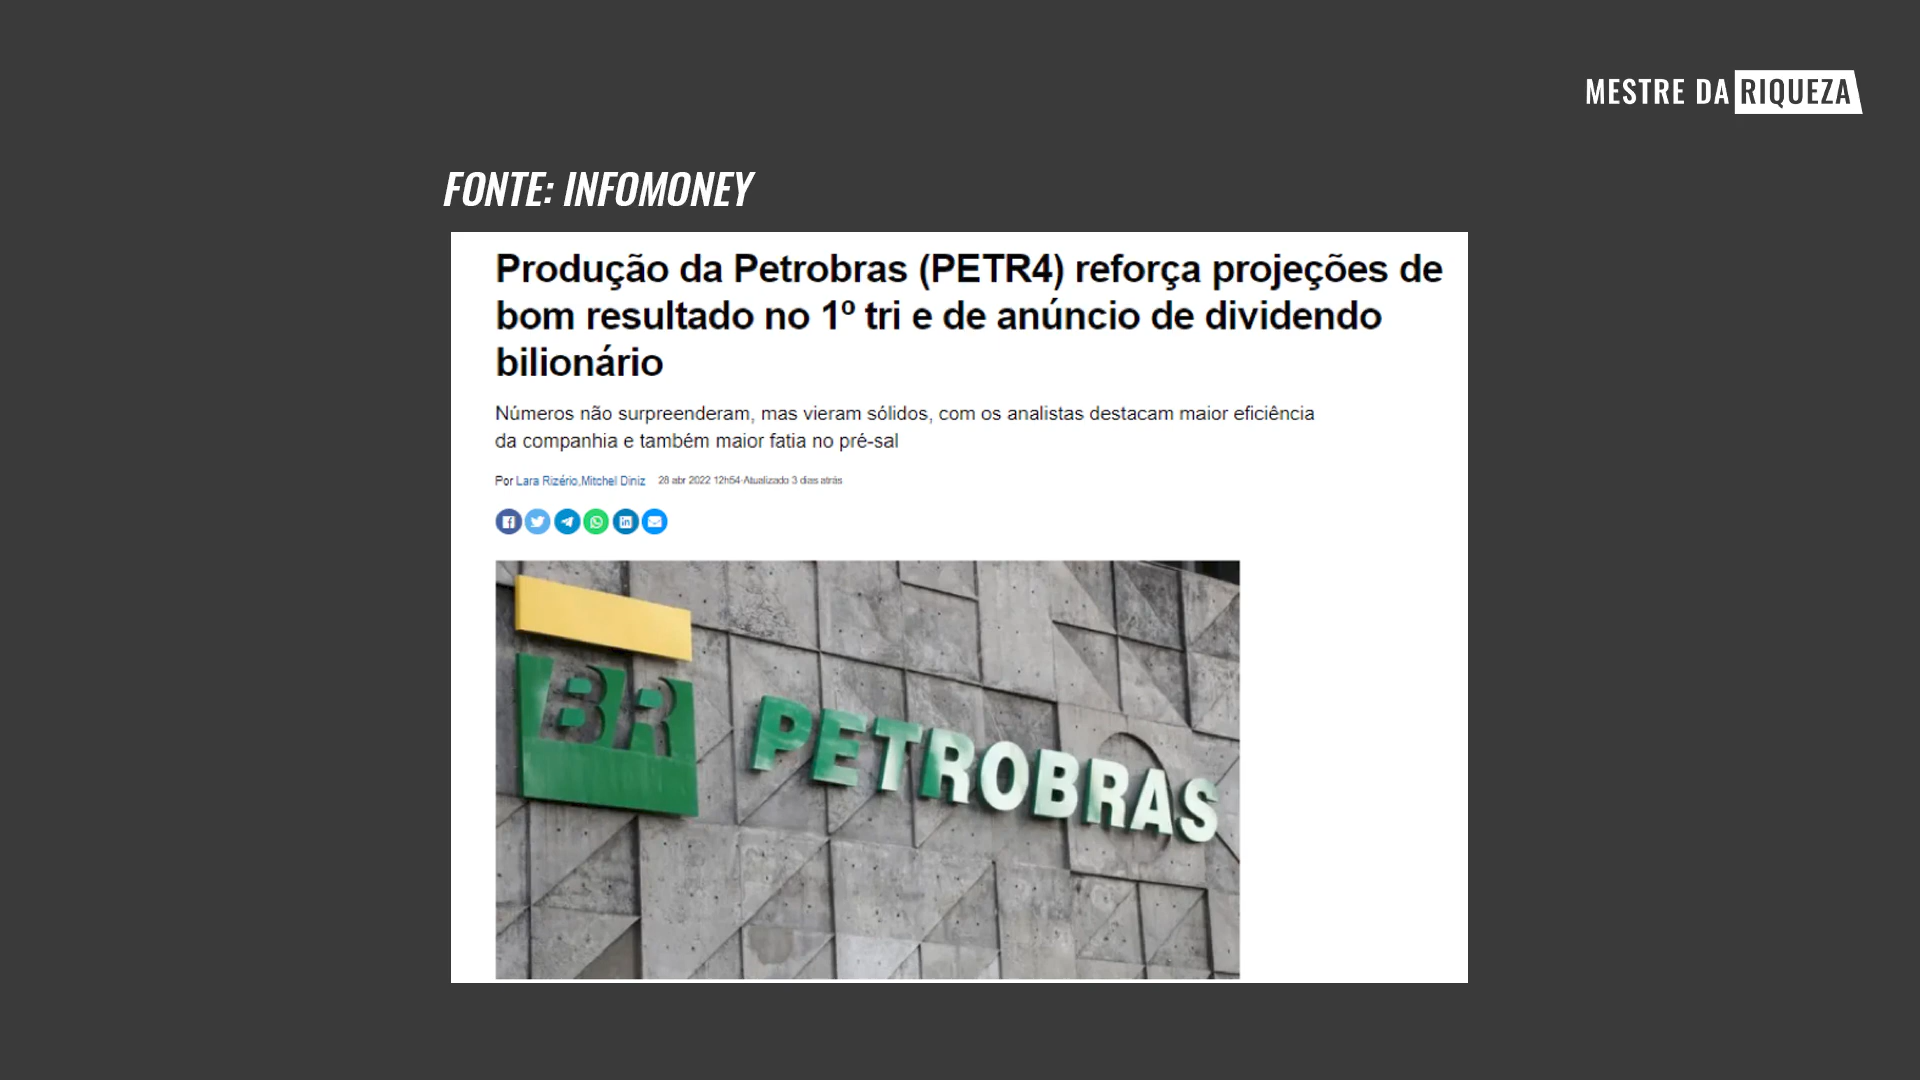 MESTRE DA RIQUEZA
FONTE: INFOMONEY
Produção da Petrobras (PETR4) reforça projeções de
bom resultado no 1º tri e de anúncio de dividendo
bilionário
Números não surpreenderam, mas vieram sólidos, com os analistas destacam maior eficiência
da companhia e também maior fatia no pré-sal
Por Lara Rizério,Mitchel Diniz 28 abr 2022 12h54-Atualizado 3 dias atrás
BR PETROBRAS